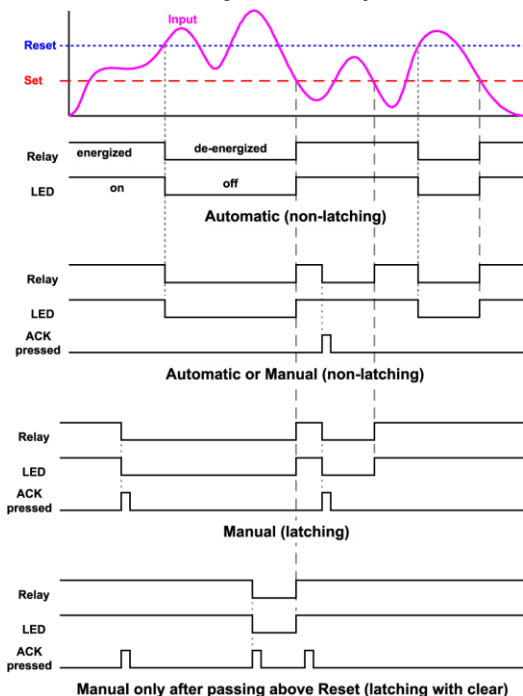 Input
Reset
Set
Relay energized de-energized
LED on off
Automatic (non-latching)
Relay
LED
ACK
pressed
Automatic or Manual (non-latching)
Relay
LED
ACK
pressed
Manual (latching)
Relay
LED
ACK
pressed
Manual only after passing above Reset (latching with clear)